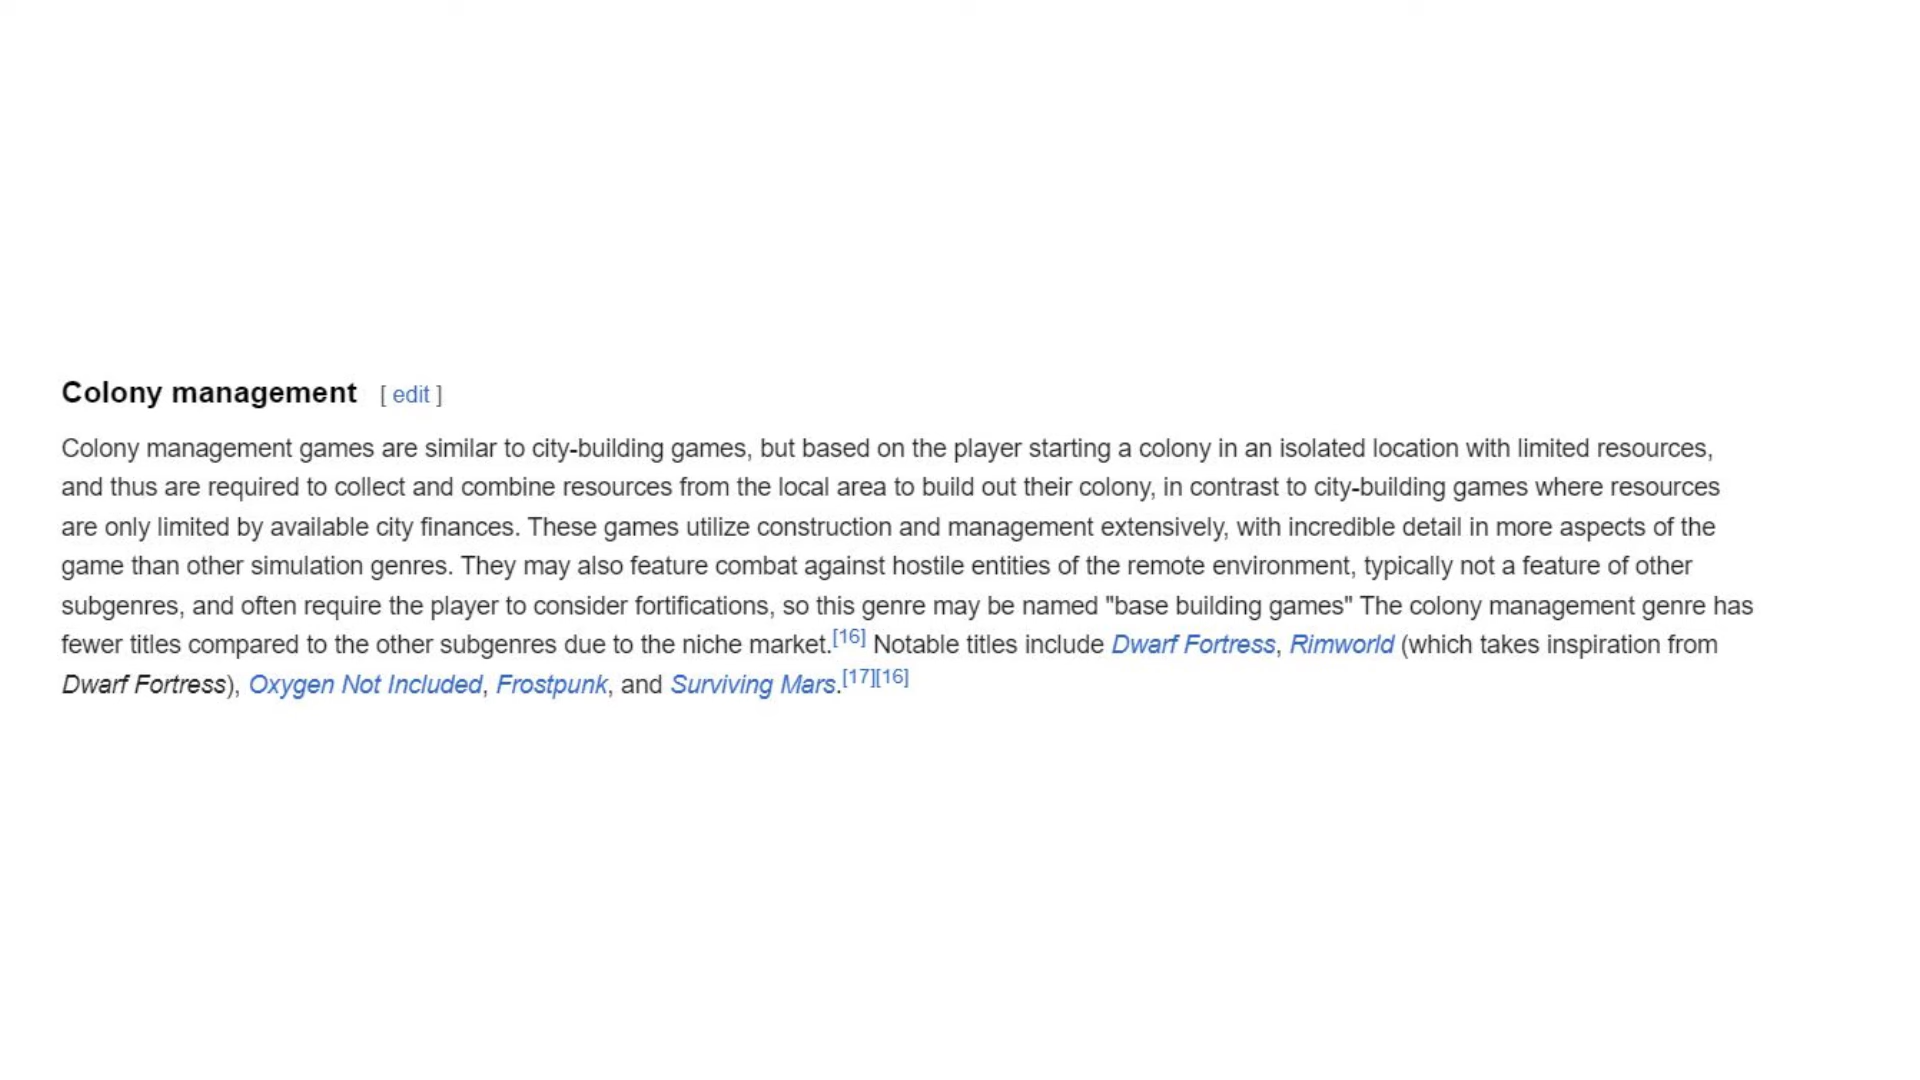 Colony management [ edit ]
Colony management games are similar to city-building games, but based on the player starting a colony in an isolated location with limited resources,
and thus are required to collect and combine resources from the local area to build out their colony, in contrast to city-building games where resources
are only limited by available city finances. These games utilize construction and management extensively, with incredible detail in more aspects of the
game than other simulation genres. They may also feature combat against hostile entities of the remote environment, typically not a feature of other
subgenres, and often require the player to consider fortifications, so this genre may be named "base building games" The colony management genre has
fewer titles compared to the other subgenres due to the niche market.[16] Notable titles include Dwarf Fortress, Rimworld (which takes inspiration from
Dwarf Fortress), Oxygen Not Included, Frostpunk, and Surviving Mars.[17][16]